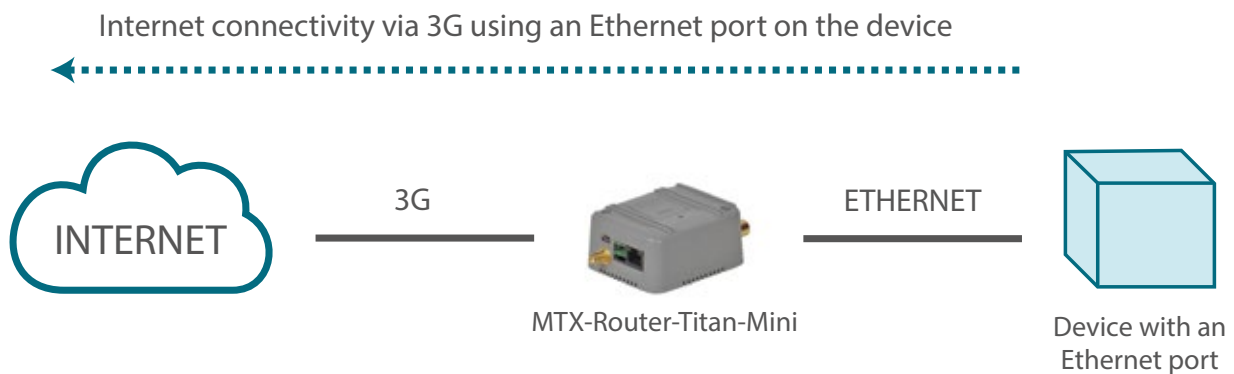 Internet connectivity via 3G using an Ethernet port on the device
INTERNET
3G
ETHERNET
MTX-Router-Titan-Mini
Device with an
Ethernet port